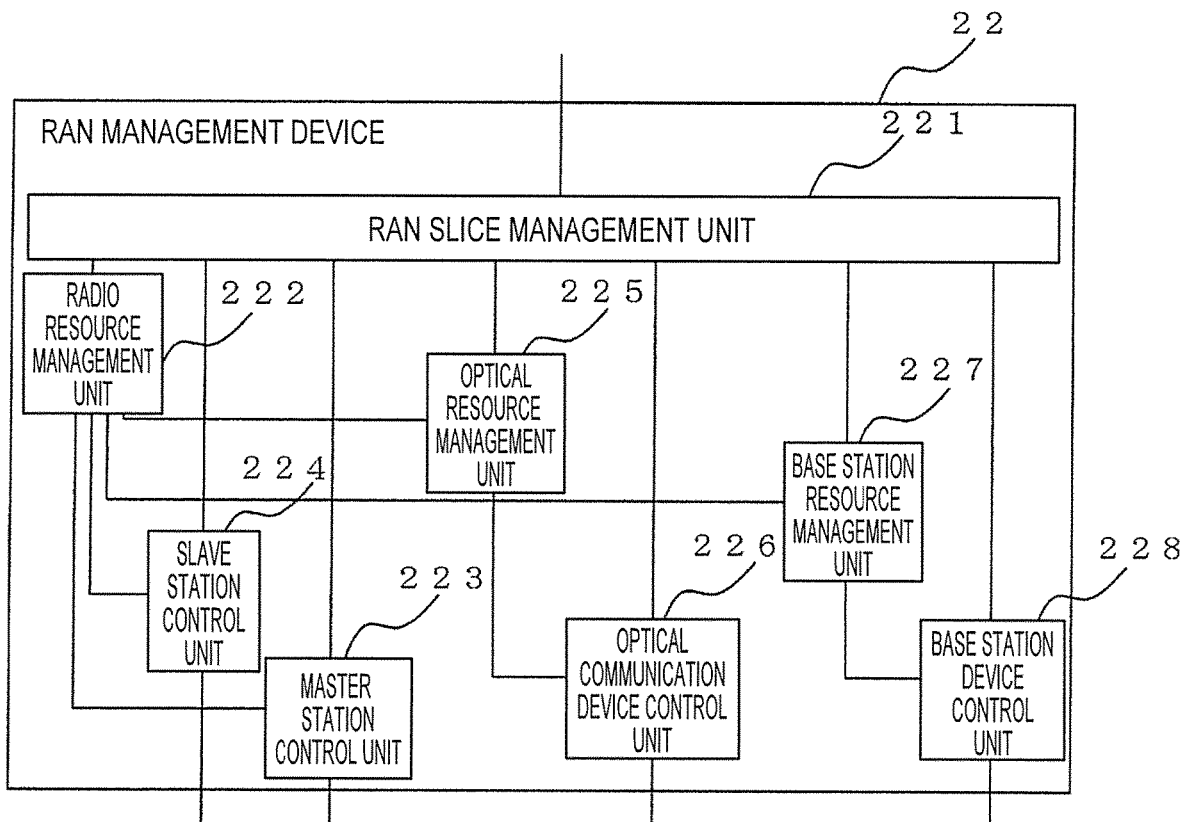 22
RAN MANAGEMENT DEVICE
221
RAN SLICE MANAGEMENT UNIT
RADIO
RESOURCE
MANAGEMENT
UNIT
222
225
OPTICAL
RESOURCE
MANAGEMENT
UNIT
227
BASE STATION
RESOURCE
MANAGEMENT
UNIT
224
SLAVE
STATION
CONTROL
UNIT
223
MASTER
STATION
CONTROL UNIT
226
OPTICAL
COMMUNICATION
DEVICE CONTROL
UNIT
228
BASE STATION
DEVICE
CONTROL
UNIT